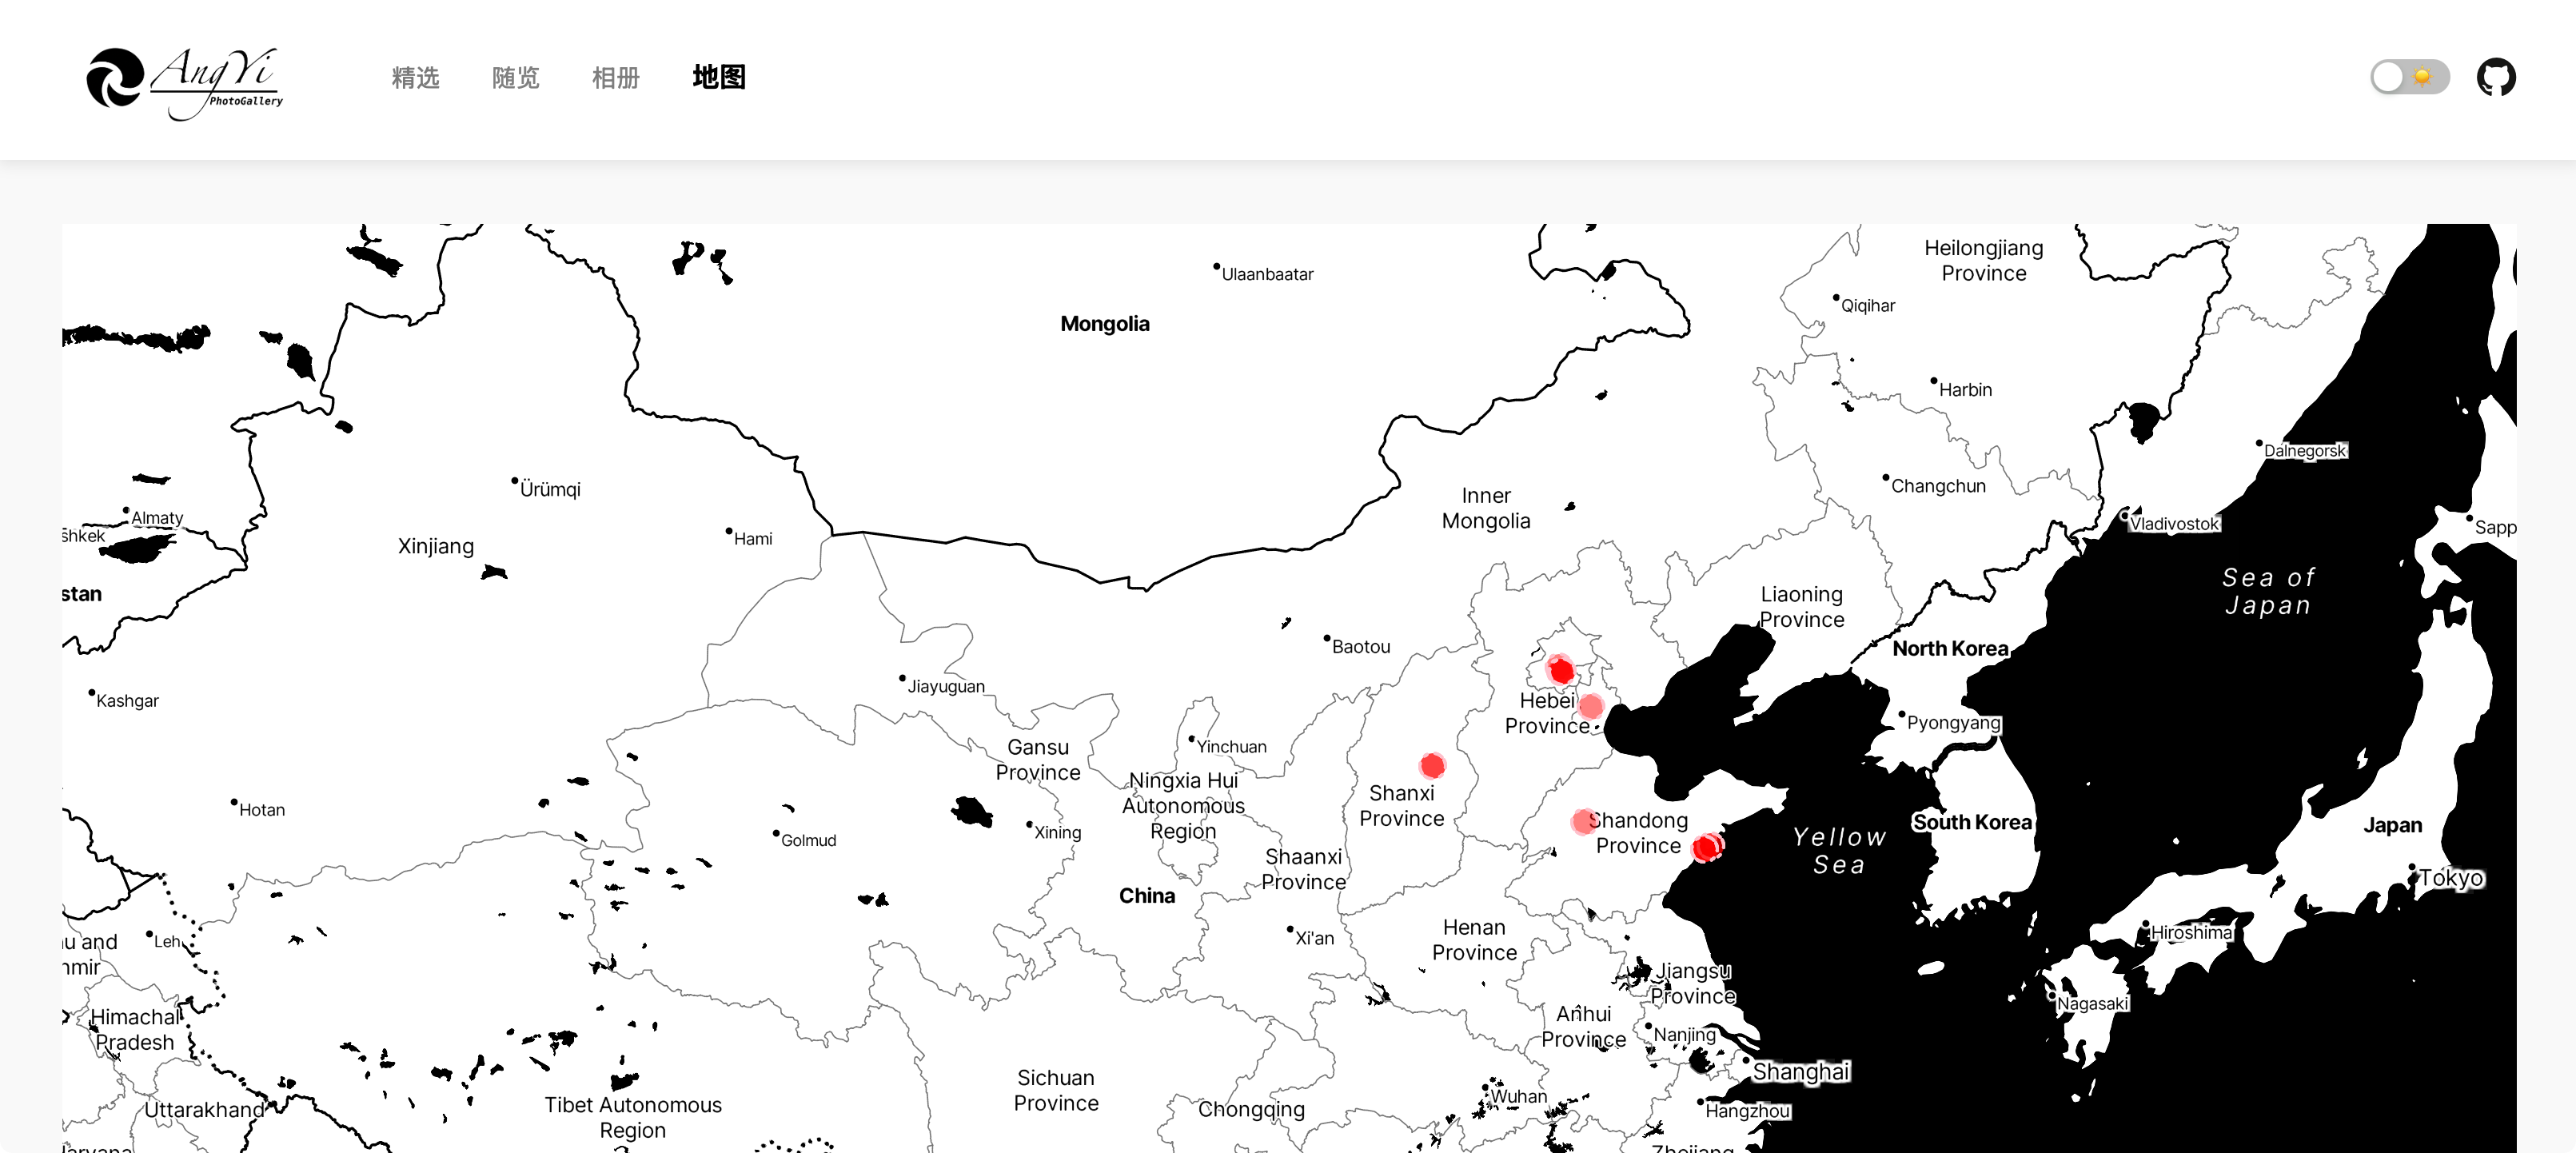 AngYi
PhotoGallery
精选
随览
相册
地图
Heilongjiang
Province
Ulaanbaatar
Qiqihar
Mongolia
Harbin
Dalnegorsk
Ürümqi
Changchun
Inner
Mongolia
Almaty
Vladivostok
Sapp
shkek
Hami
Xinjiang
Sea of
Japan
stan
Liaoning
Province
Baotou
North Korea
Jiayuguan
Kashgar
Hebei
Province
Pyongyang
Gansu
Province
Yinchuan
Ningxia Hui
Autonomous
Region
Shanxi
Province
Hotan
Golmud
Xining
Shandong
Province
Yellow
Sea
South Korea
Japan
Shaanxi
Province
China
Tokyo
Leh
u and
hmir
Xi'an
Henan
Province
Hiroshima
Jiangsu
Province
Nagasaki
Himachal
Pradesh
Anhui
Province
Nanjing
Shanghai
Sichuan
Province
Wuhan
Tibet Autonomous
Region
Uttarakhand
Chongqing
Hangzhou